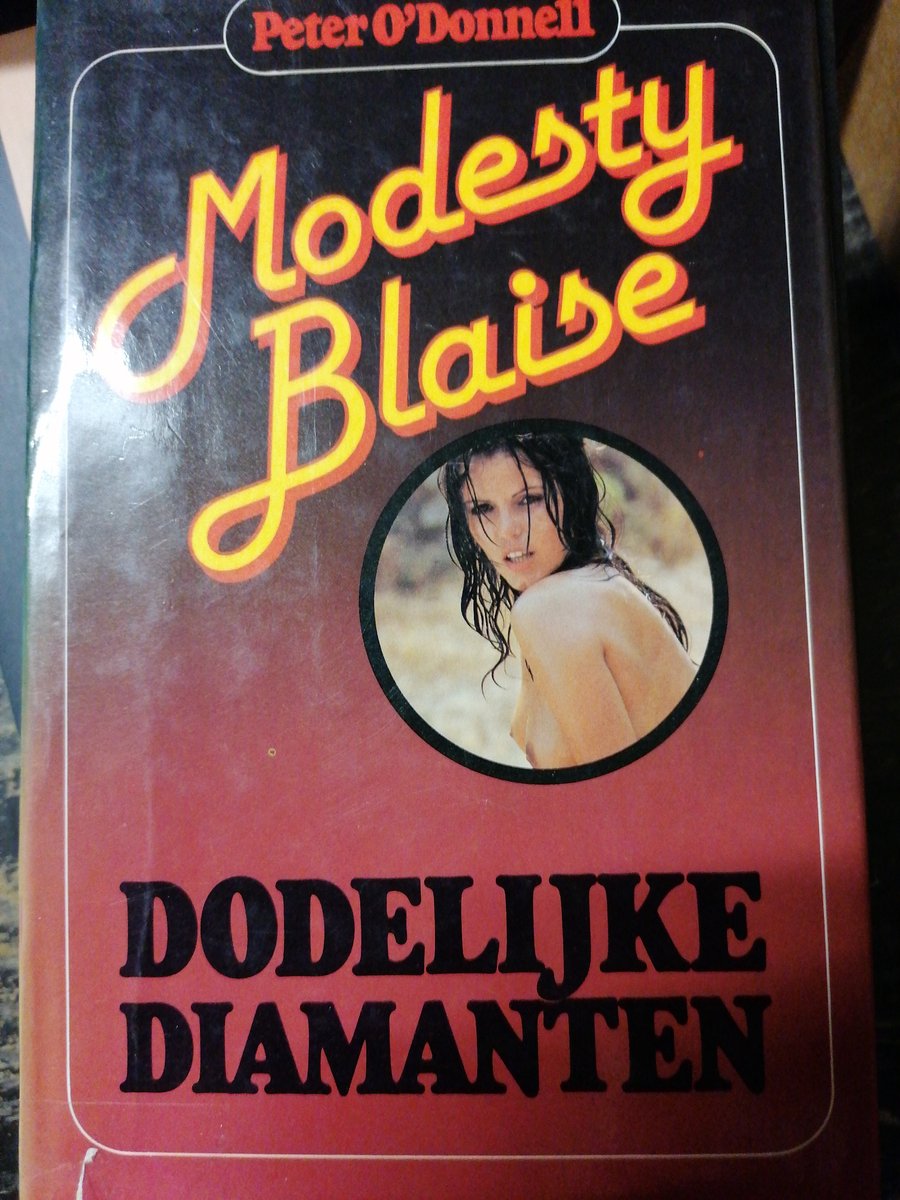 Peter O'Donnell
Modesty
Blaise
DODELIJKE
DIAMANTEN